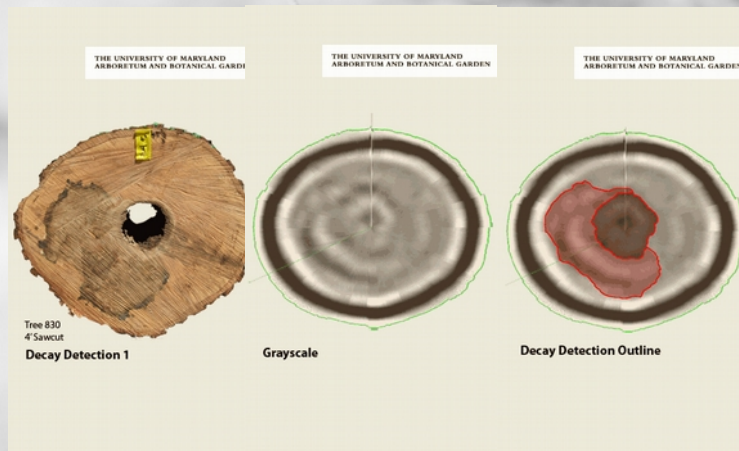 THE UNIVERSITY OF MARYLAND
ARBORETUM AND BOTANICAL GARDI
THE UNIVERSITY OF MARYLAND
ARBORETUM AND BOTANICAL GARDEN
THE UNIVERSITY OF MARYLAND
ARBORETUM AND BOTANICAL GARDEN
Tree 830
4' Sawcut
Decay Detection 1
Grayscale
Decay Detection Outline